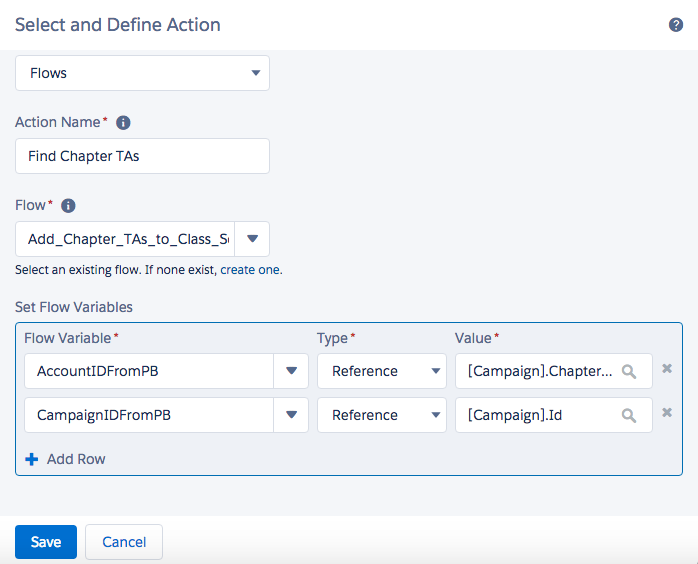 Select and Define Action
Flows
Action Name*
Find Chapter TAs
Flow*
Add_Chapter_TAs_to_Class_S
Select an existing flow. If none exist, create one.
Set Flow Variables
Flow Variable* Type* Value*
AccountIDFromPB Reference [Campaign].Chapter...
CampaignIDFromPB Reference [Campaign].Id
Add Row
Save Cancel